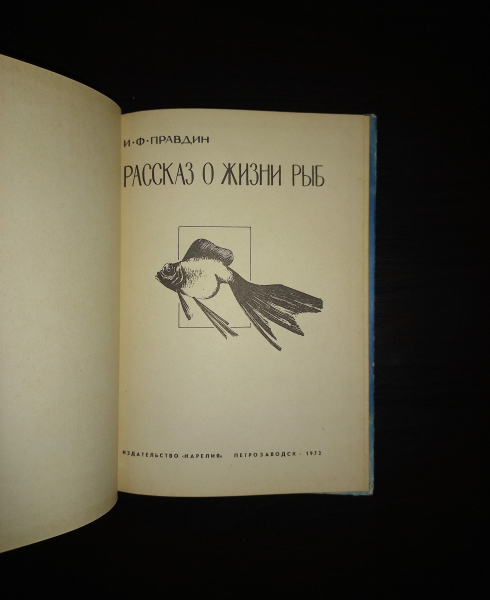 И·Ф·ПРАВДИН
РАССКАЗ О ЖИЗНИ РЫБ
ИЗДАТЕЛЬСТВО «КАРЕЛИЯ» ПЕТРОЗАВОДСК · 1973